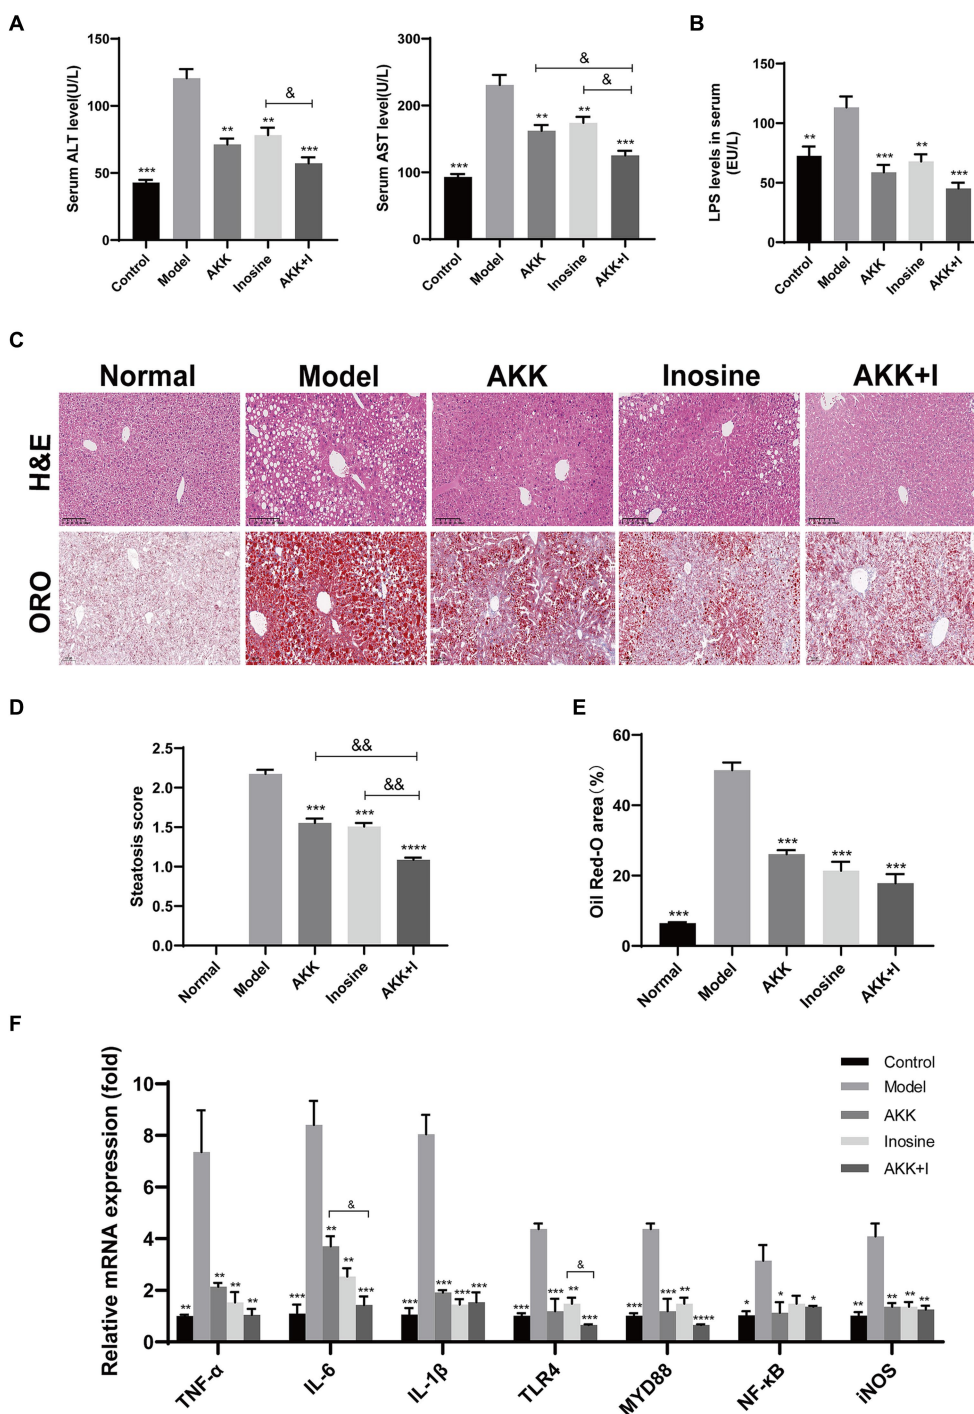 A
Serum ALT level(U/L)
150
100
50
0
***
**
**
***
&
Control
Model
AKK
Inosine
AKK+I
Serum AST level(U/L)
300
200
100
0
***
**
**
***
&
&
Control
Model
AKK
Inosine
AKK+I
B
LPS levels in serum
(EU/L)
150
100
50
0
**
***
**
***
Control
Model
AKK
Inosine
AKK+I
C
Normal Model AKK Inosine AKK+I
H&E
ORO
D
Steatosis score
2.5
2.0
1.5
1.0
0.5
0.0
&&
&&
***
***
****
Normal
Model
AKK
Inosine
AKK+I
E
Oil Red-O area(%)
60
40
20
0
***
***
***
***
Normal
Model
AKK
Inosine
AKK+I
F
Relative mRNA expression (fold)
10
8
6
4
2
0
Control
Model
AKK
Inosine
AKK+I
** ** ** **
*** ** ** *** &
*** *** *** ***
*** *** ** *** &
*** *** ** ****
* * *
** ** ** **
TNF-α
IL-6
IL-1β
TLR4
MYD88
NF-κB
iNOS